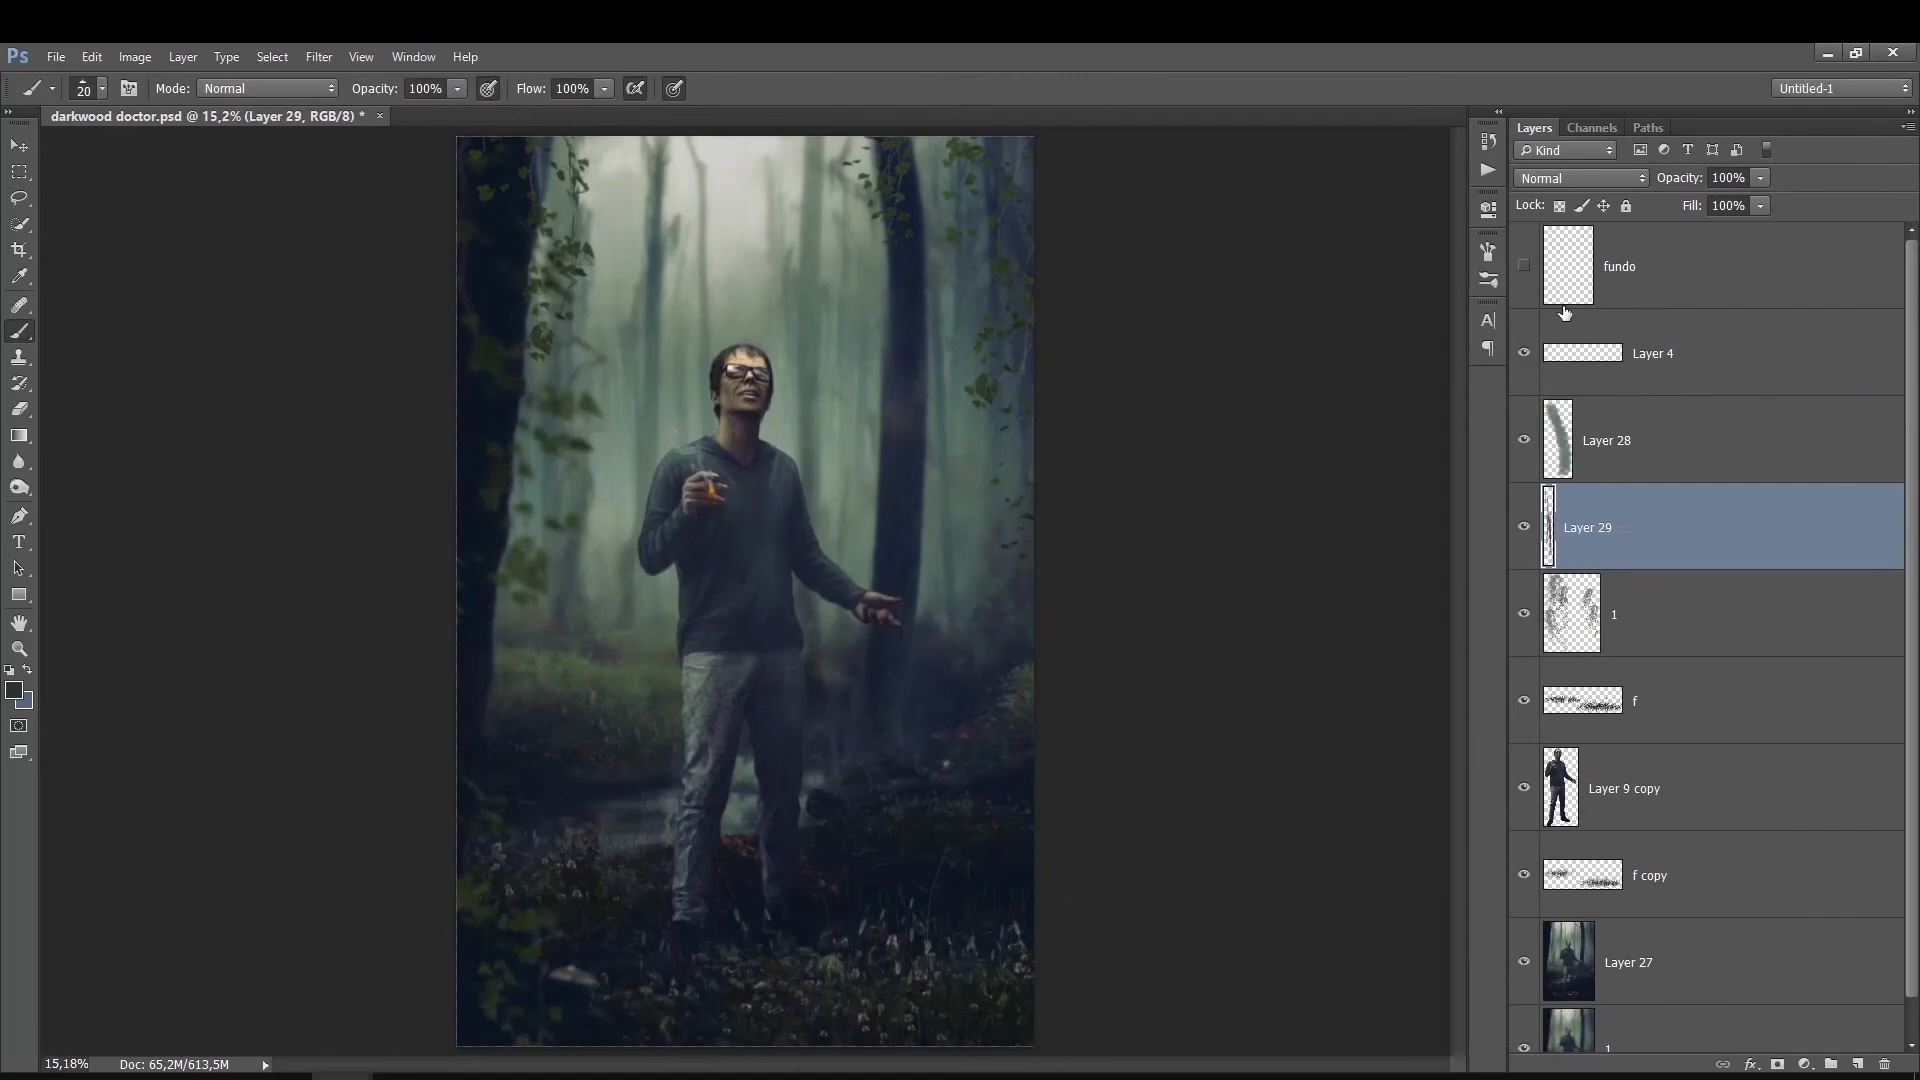 Ps File Edit Image Layer Type Select Filter View Window Help
20 Mode: Normal Opacity: 100% Flow: 100% Untitled-1
darkwood doctor.psd @ 15,2% (Layer 29, RGB/8) * ×
Layers Channels Paths
Kind T
Normal Opacity: 100%
Lock: Fill: 100%
fundo
A
Layer 4
Layer 28
Layer 29
T
1
f
Layer 9 copy
f copy
Layer 27
1
15,18% Doc: 65,2M/613,5M fx